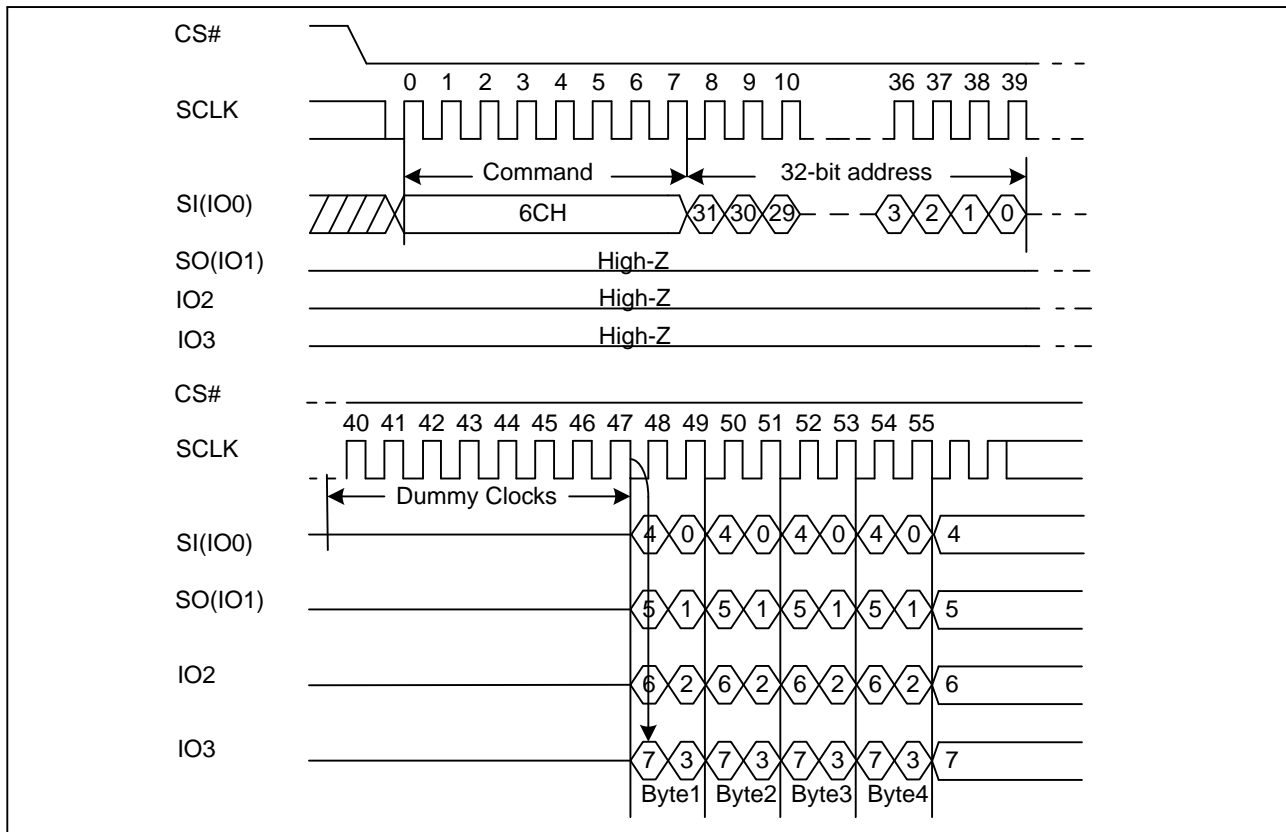 CS#
0 1 2 3 4 5 6 7 8 9 10 36 37 38 39
SCLK
Command 32-bit address
SI(IO0) 6CH 31 30 29 3 2 1 0
SO(IO1) High-Z
IO2 High-Z
IO3 High-Z
CS#
40 41 42 43 44 45 46 47 48 49 50 51 52 53 54 55
SCLK
Dummy Clocks
SI(IO0) 4 0 4 0 4 0 4 0 4
SO(IO1) 5 1 5 1 5 1 5 1 5
IO2 6 2 6 2 6 2 6 2 6
IO3 7 3 7 3 7 3 7 3 7
Byte1 Byte2 Byte3 Byte4